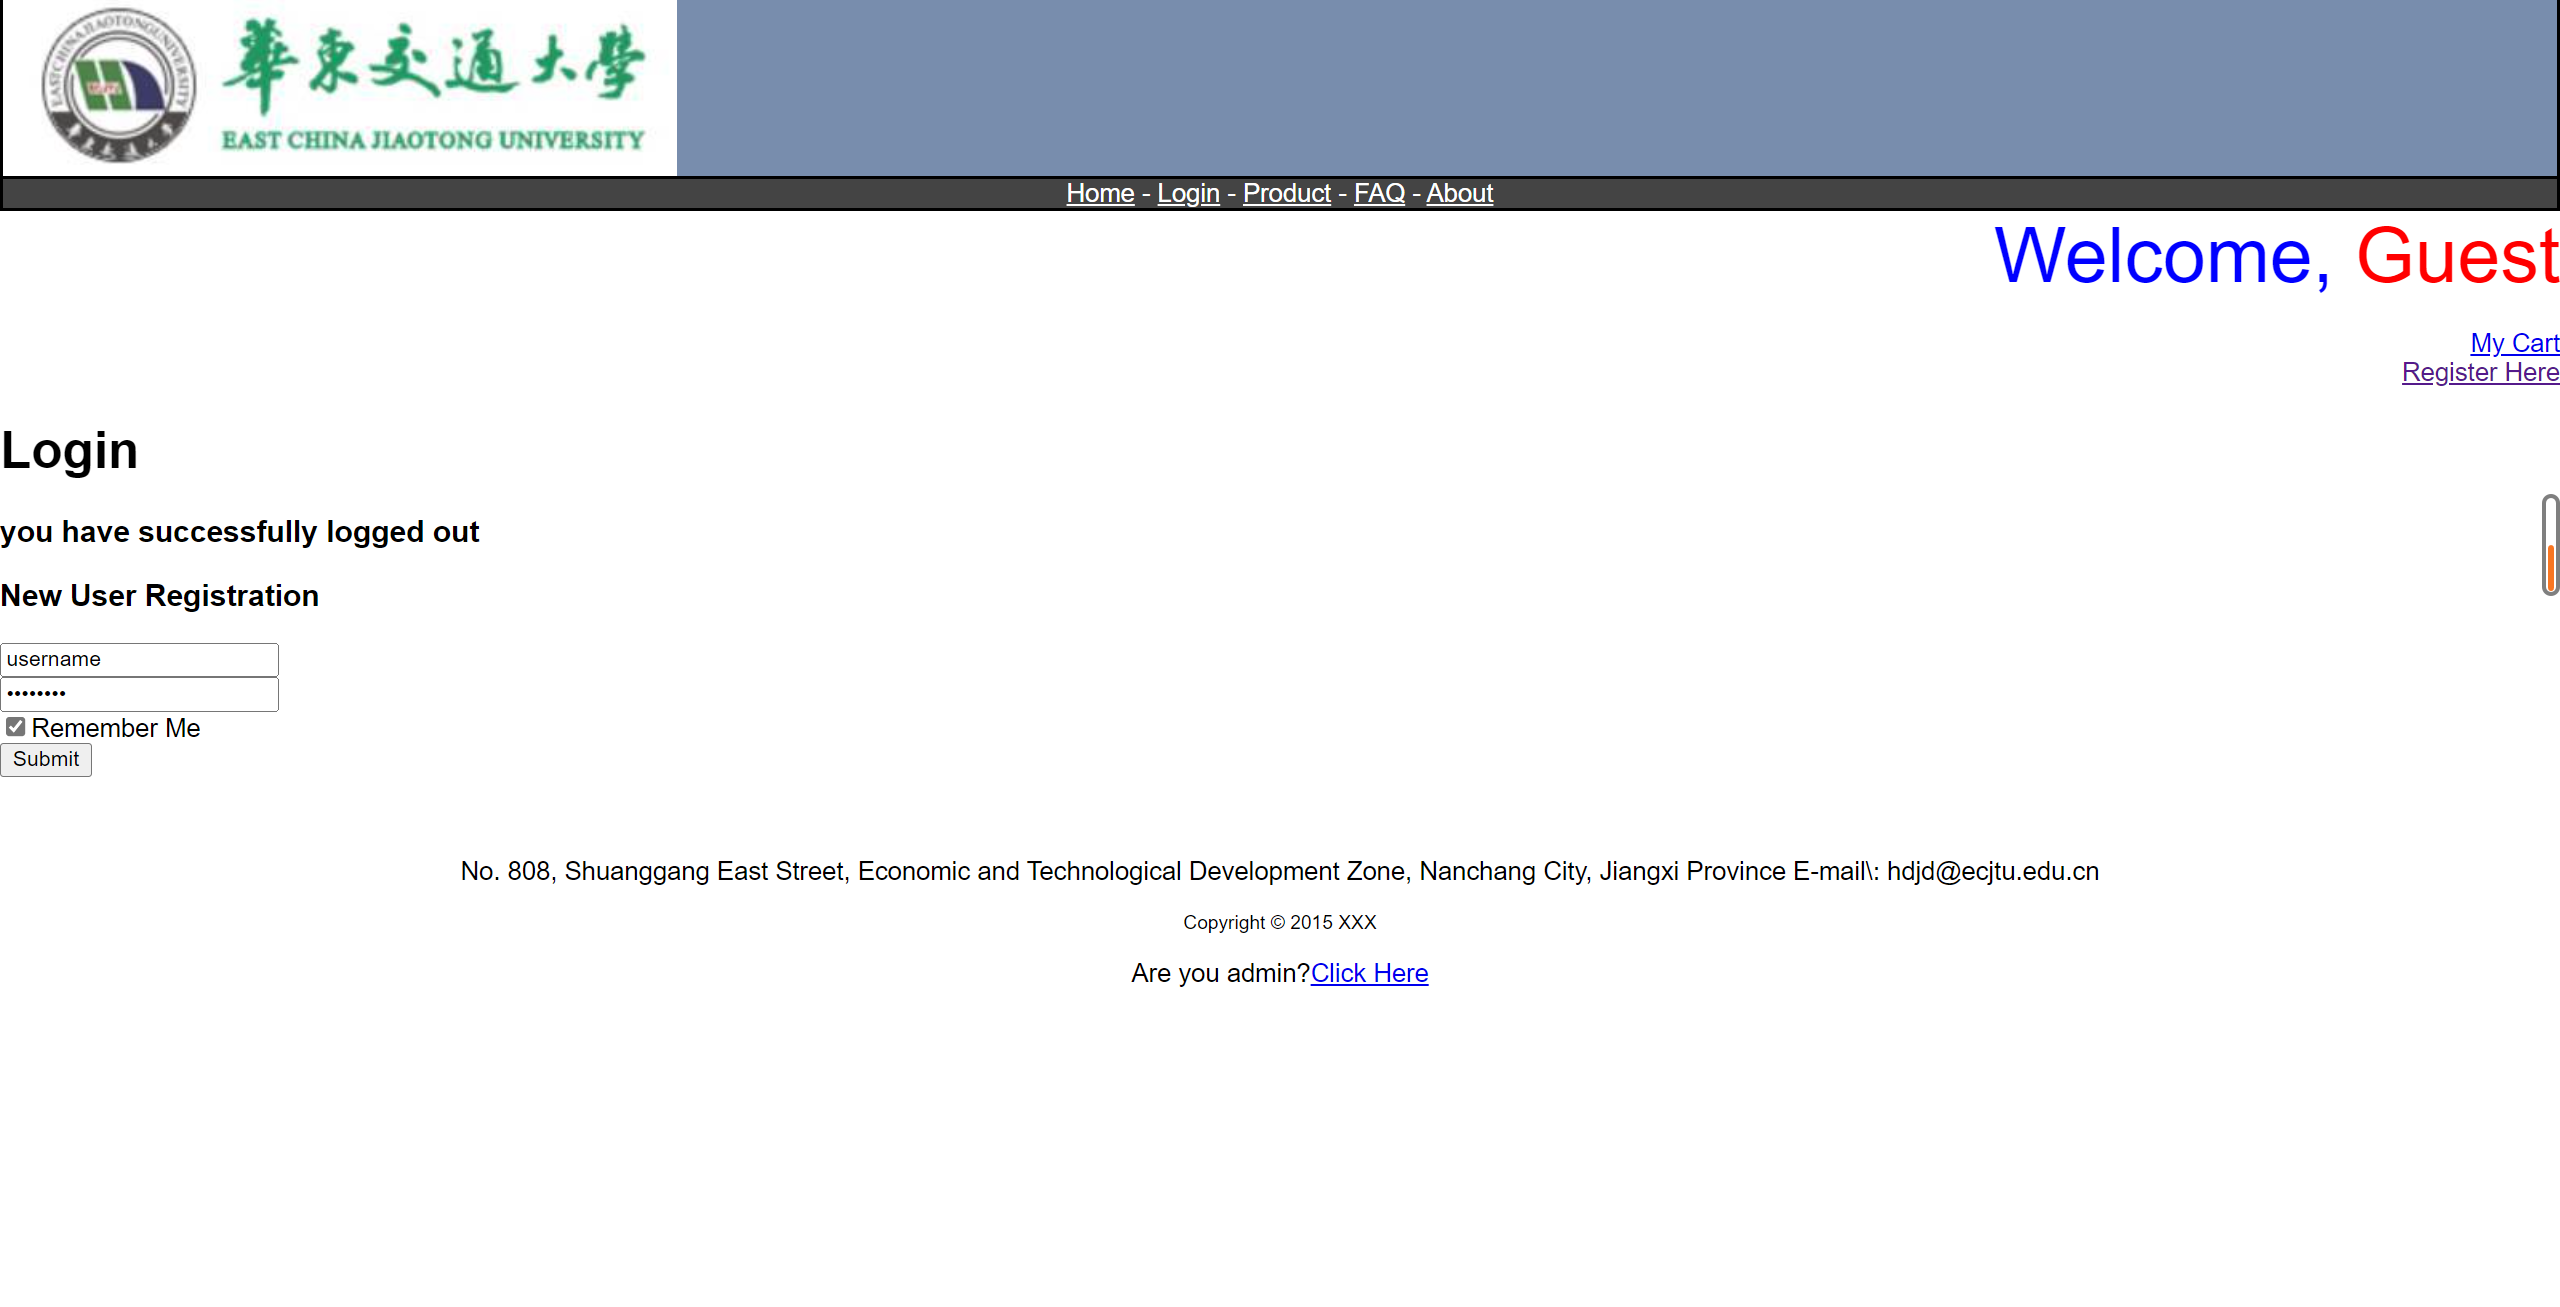 EASTCHINAJIAOTONGUNIVERSITY
華東交通大學
EAST CHINA JIAOTONG UNIVERSITY
Home - Login - Product - FAQ - About
Welcome, Guest
My Cart
Register Here
Login
you have successfully logged out
New User Registration
username
••••••••
Remember Me
Submit
No. 808, Shuanggang East Street, Economic and Technological Development Zone, Nanchang City, Jiangxi Province E-mail\: hdjd@ecjtu.edu.cn
Copyright © 2015 XXX
Are you admin?Click Here